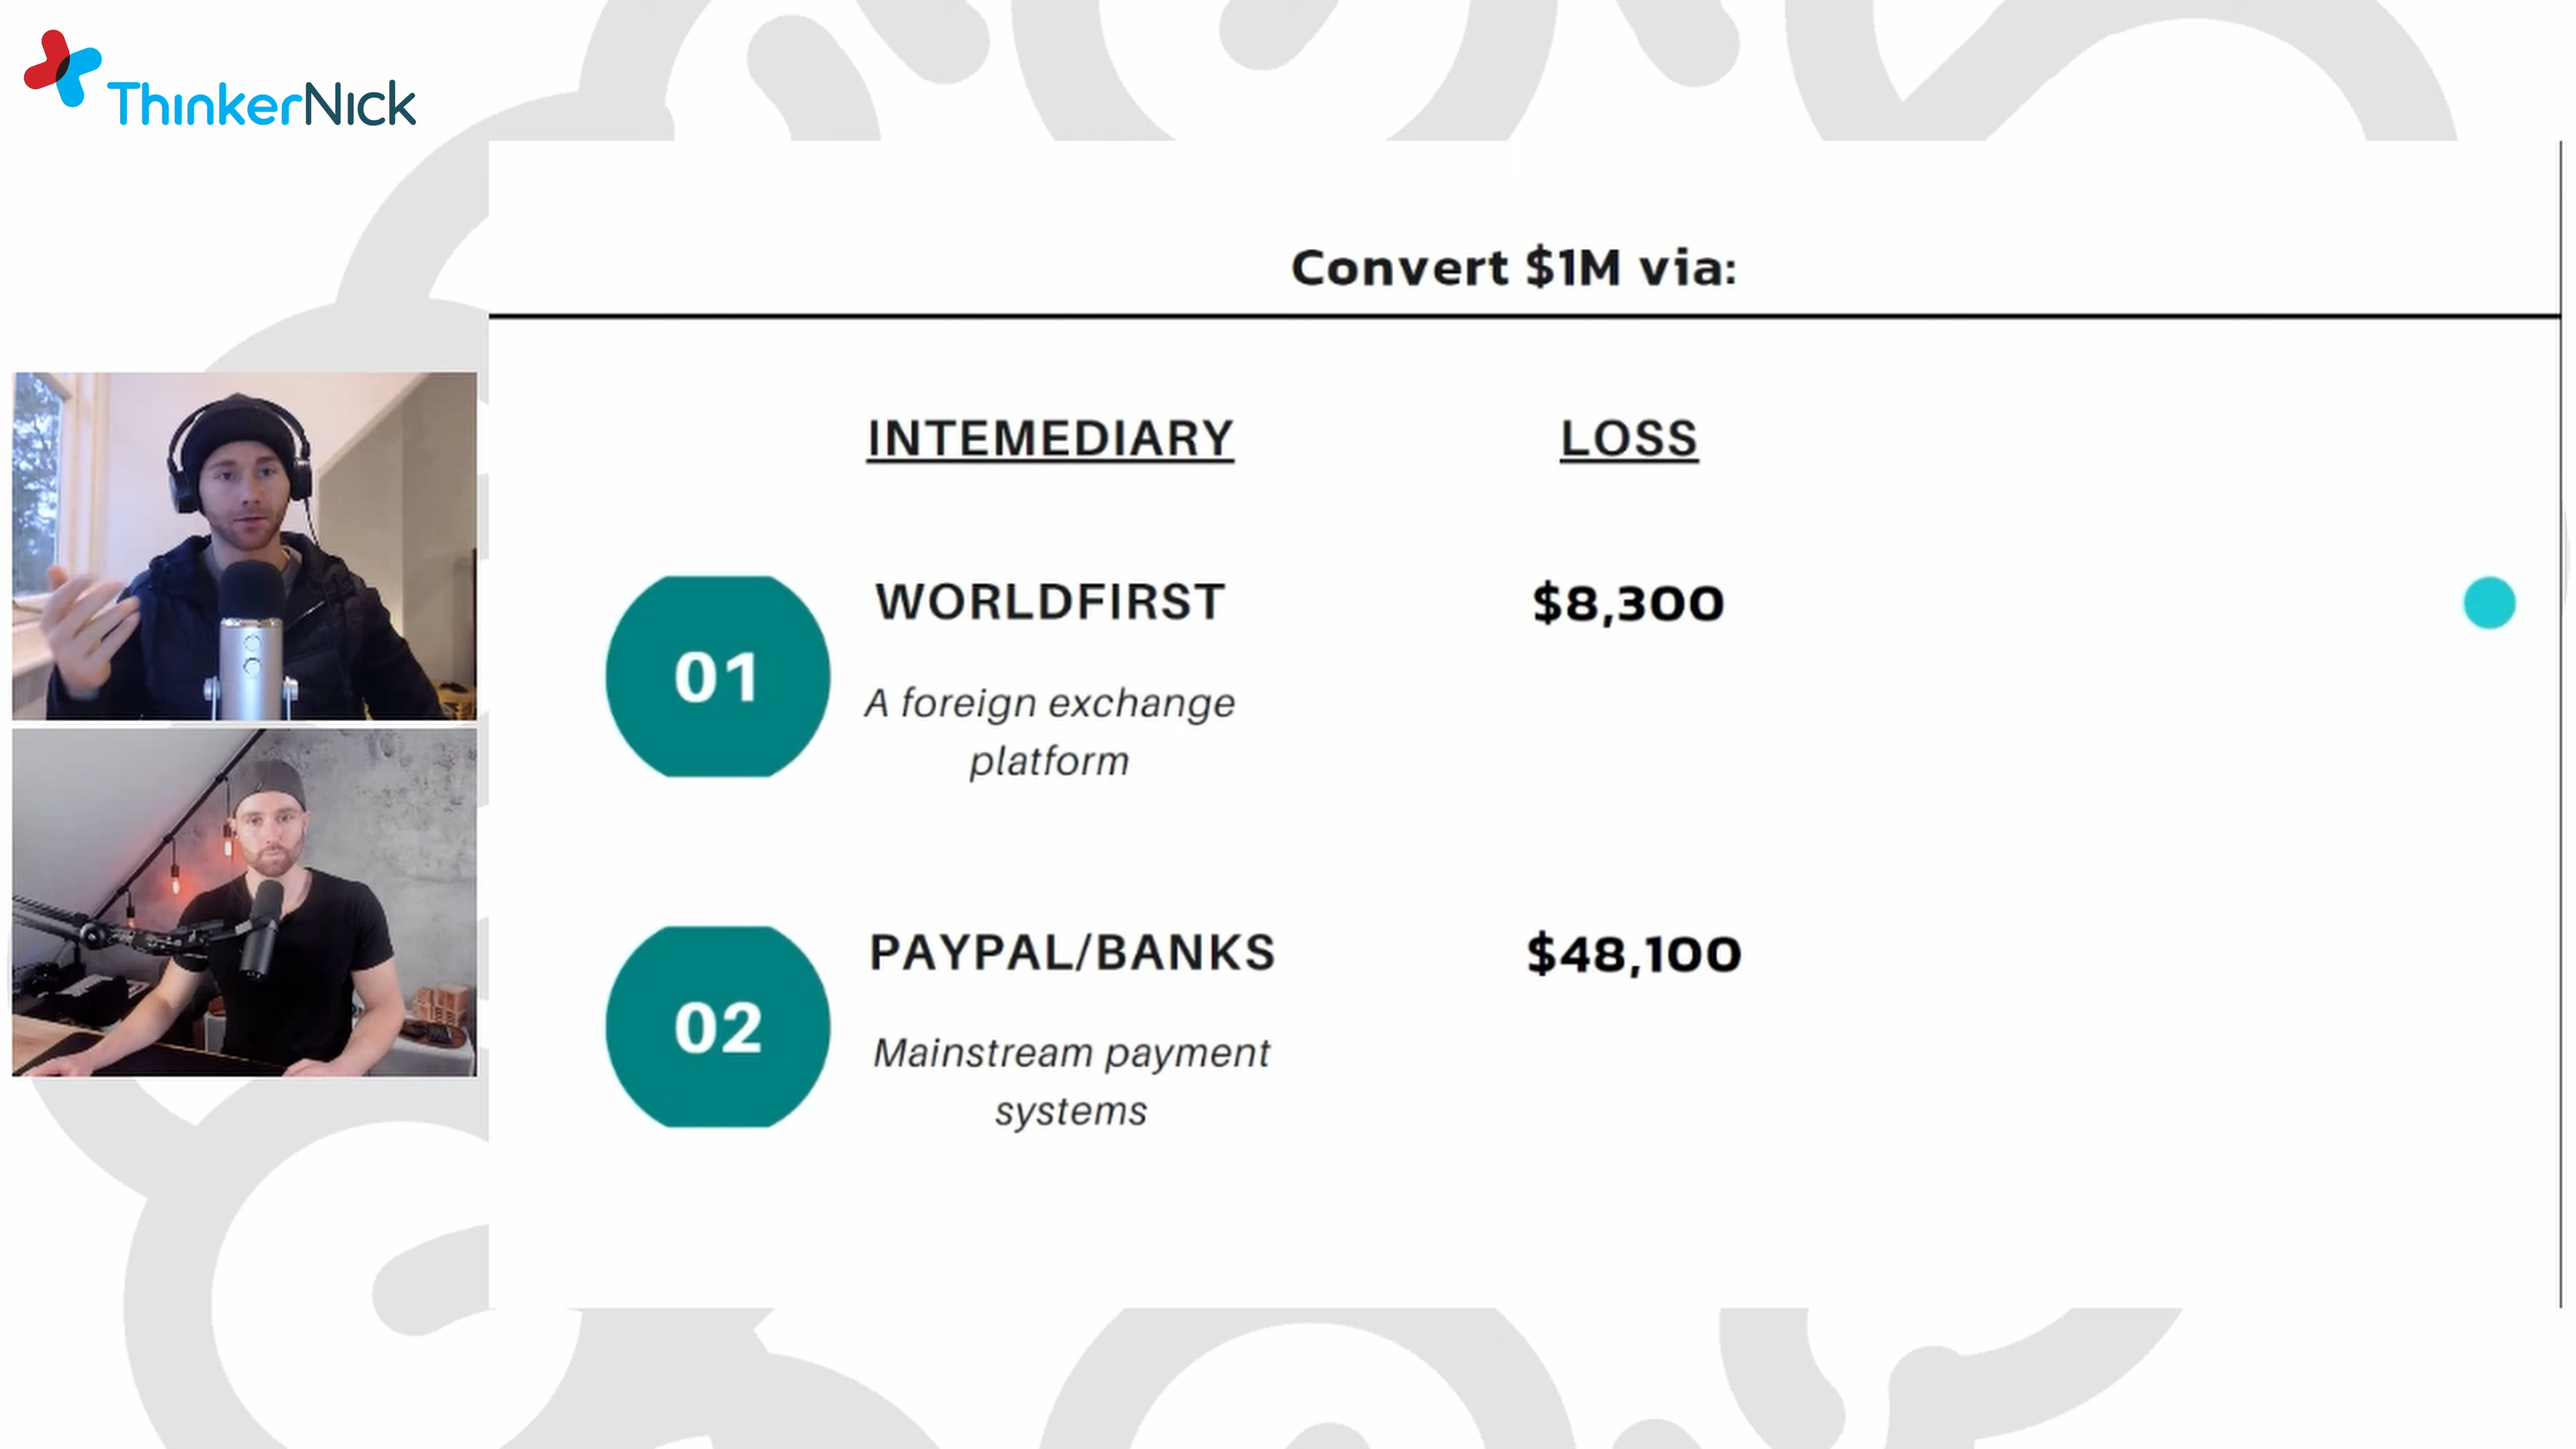 ThinkerNick
Convert $1M via:
INTEMEDIARY LOSS
01 WORLDFIRST $8,300
A foreign exchange
platform
02 PAYPAL/BANKS $48,100
Mainstream payment
systems